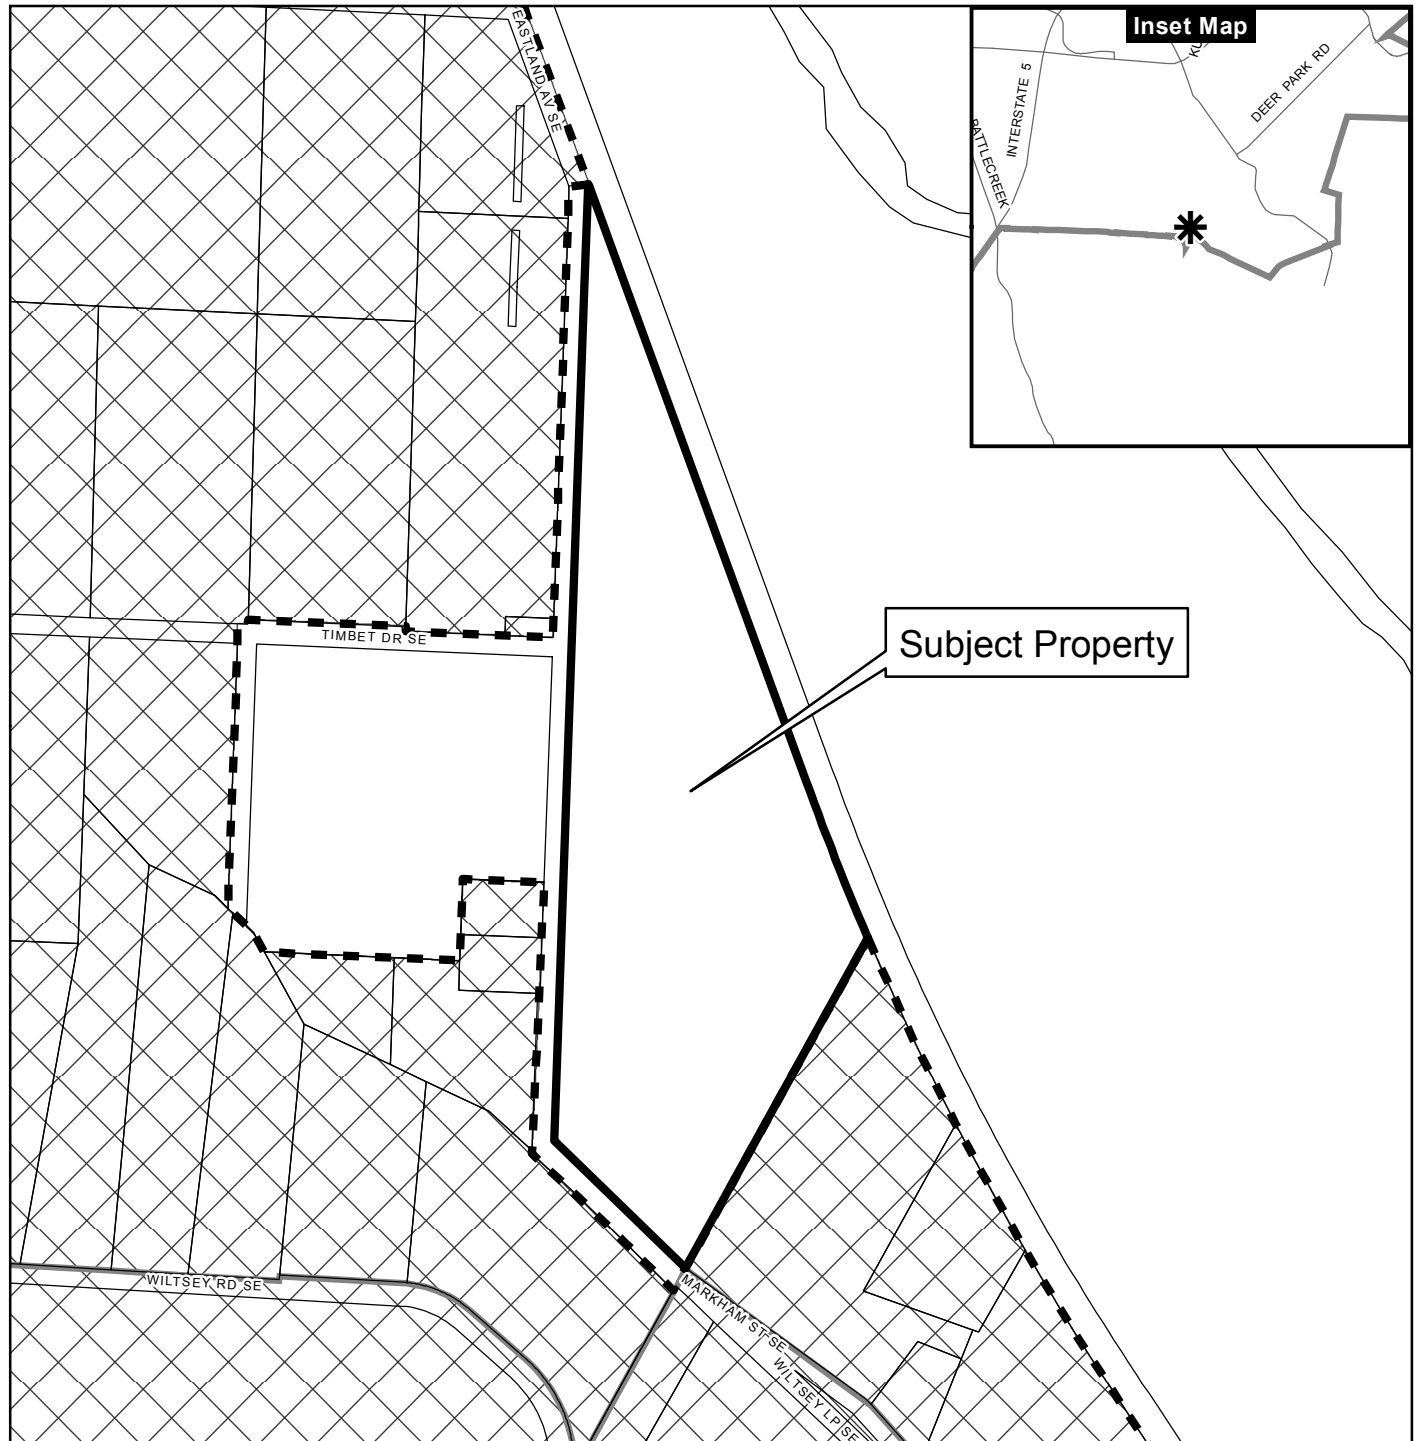 Inset Map
EASTLAND AV SE
KU
DEER PARK RD
INTERSTATE 5
BATTLECREEK
TIMBET DR SE
Subject Property
WILTSEY RD SE
MARKHAM ST SE
WILTSEY LP SE